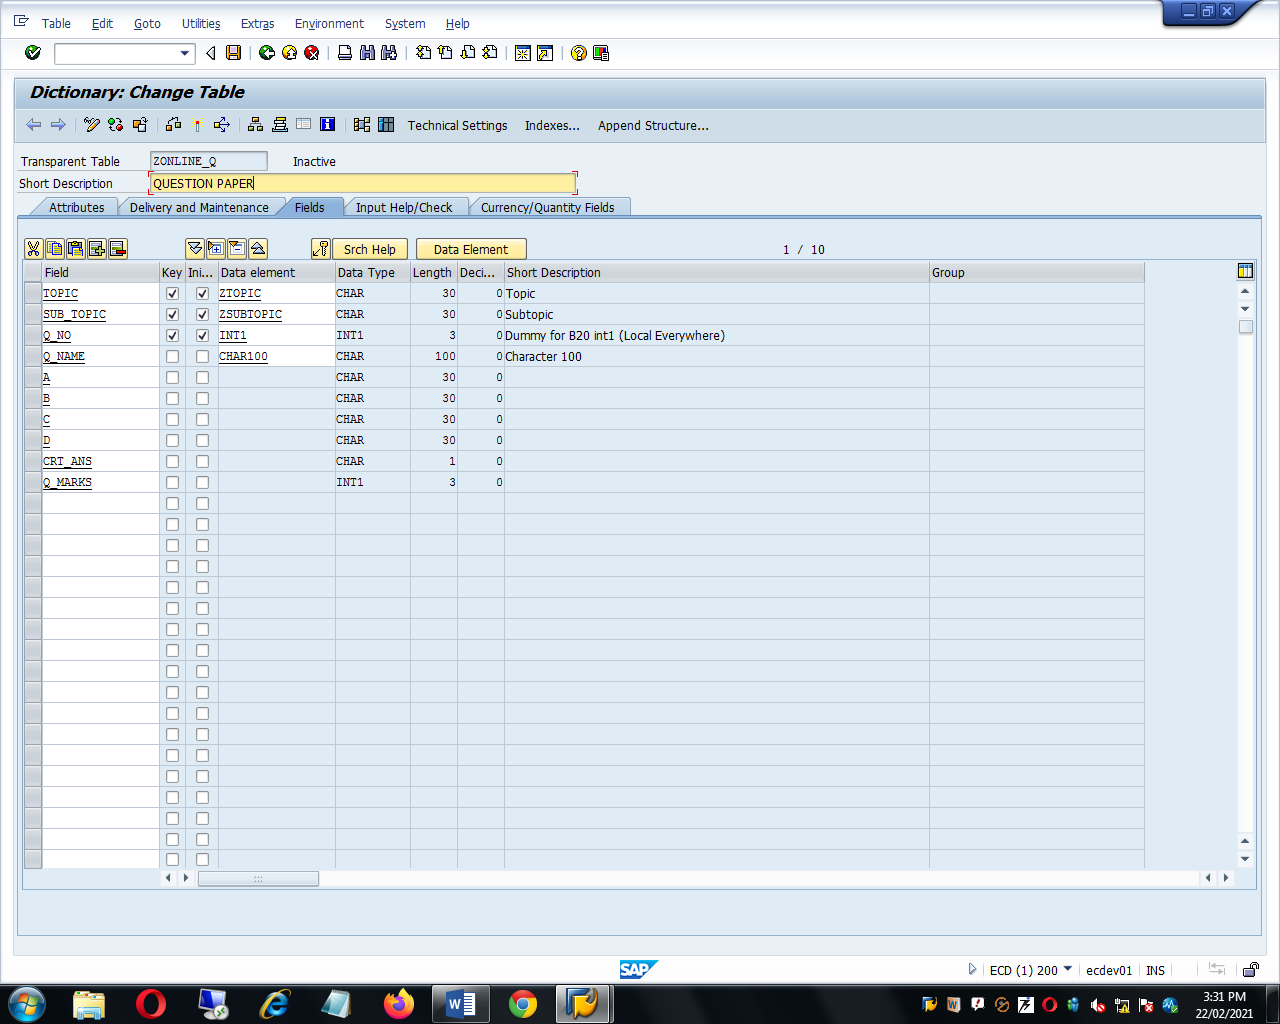 Table Edit Goto Utilities Extras Environment System Help
Dictionary: Change Table
Technical Settings Indexes... Append Structure...
Transparent Table ZONLINE_Q Inactive
Short Description QUESTION PAPER
Attributes Delivery and Maintenance Fields Input Help/Check Currency/Quantity Fields
Srch Help Data Element 1 / 10
Field Key Ini... Data element Data Type Length Deci... Short Description Group
TOPIC ZTOPIC CHAR 30 0 Topic
SUB_TOPIC ZSUBTOPIC CHAR 30 0 Subtopic
Q_NO INT1 INT1 3 0 Dummy for B20 int1 (Local Everywhere)
Q_NAME CHAR100 CHAR 100 0 Character 100
A CHAR 30 0
B CHAR 30 0
C CHAR 30 0
D CHAR 30 0
CRT_ANS CHAR 1 0
Q_MARKS INT1 3 0
SAP
ECD (1) 200 ecdev01 INS
3:31 PM
22/02/2021